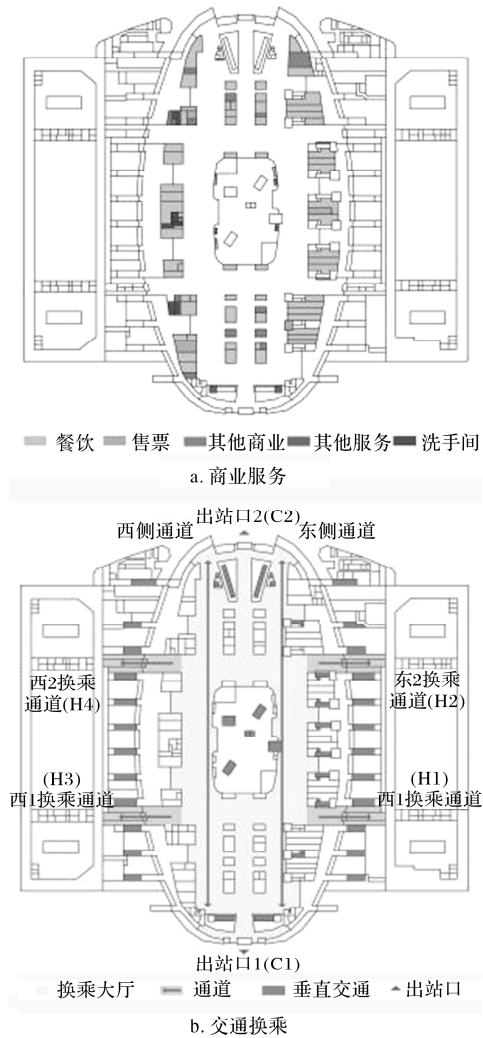 餐饮 售票 其他商业 其他服务 洗手间
a. 商业服务
出站口2(C2)
西侧通道 东侧通道
西2换乘 东2换乘
通道(H4) 通道(H2)
(H3) (H1)
西1换乘通道 西1换乘通道
出站口1(C1)
换乘大厅 通道 垂直交通 出站口
b. 交通换乘